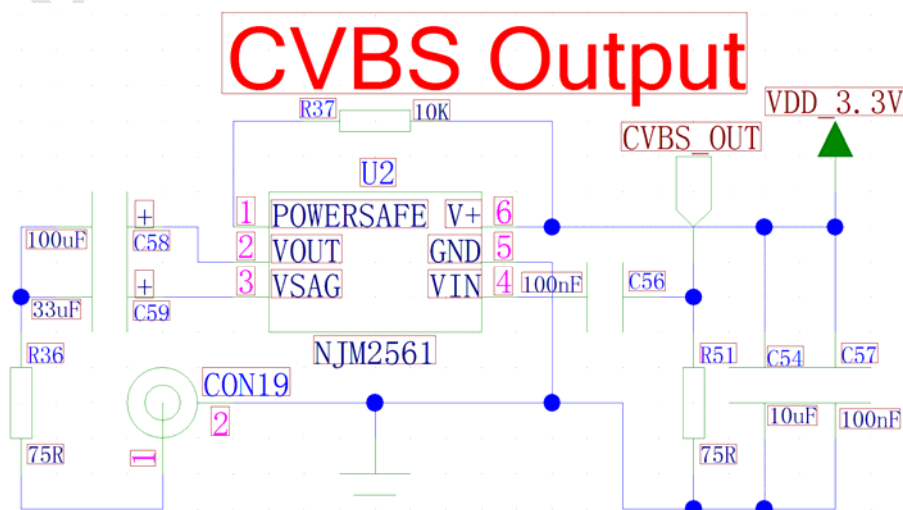 CVBS Output
R37 10K
VDD_3.3V
CVBS_OUT
U2
1 POWERSAFE V+ 6
2 VOUT GND 5
3 VSAG VIN 4
100uF + C58
33uF + C59
100nF C56
NJM2561
R36
75R
CON19
2
1
R51
75R
C54
10uF
C57
100nF